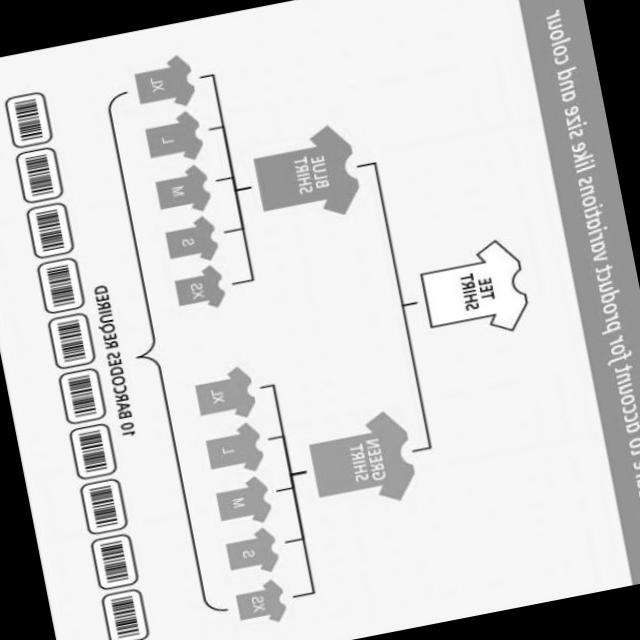 to account for product variations like size and colour.
TEE
SHIRT
GREEN
SHIRT
BLUE
SHIRT
XS
S
M
L
XL
XS
S
M
L
XL
10 BARCODES REQUIRED